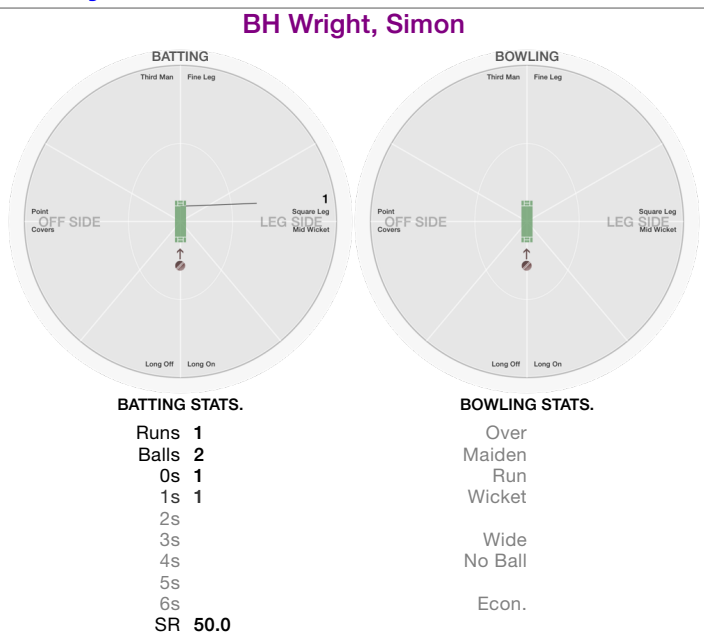 BH Wright, Simon
BATTING
Third Man Fine Leg
1
Point
OFF SIDE
Covers
Square Leg
LEG SIDE
Mid Wicket
Long Off Long On
BOWLING
Third Man Fine Leg
Point
OFF SIDE
Covers
Square Leg
LEG SIDE
Mid Wicket
Long Off Long On
BATTING STATS.
Runs 1
Balls 2
0s 1
1s 1
2s
3s
4s
5s
6s
SR 50.0
BOWLING STATS.
Over
Maiden
Run
Wicket
Wide
No Ball
Econ.